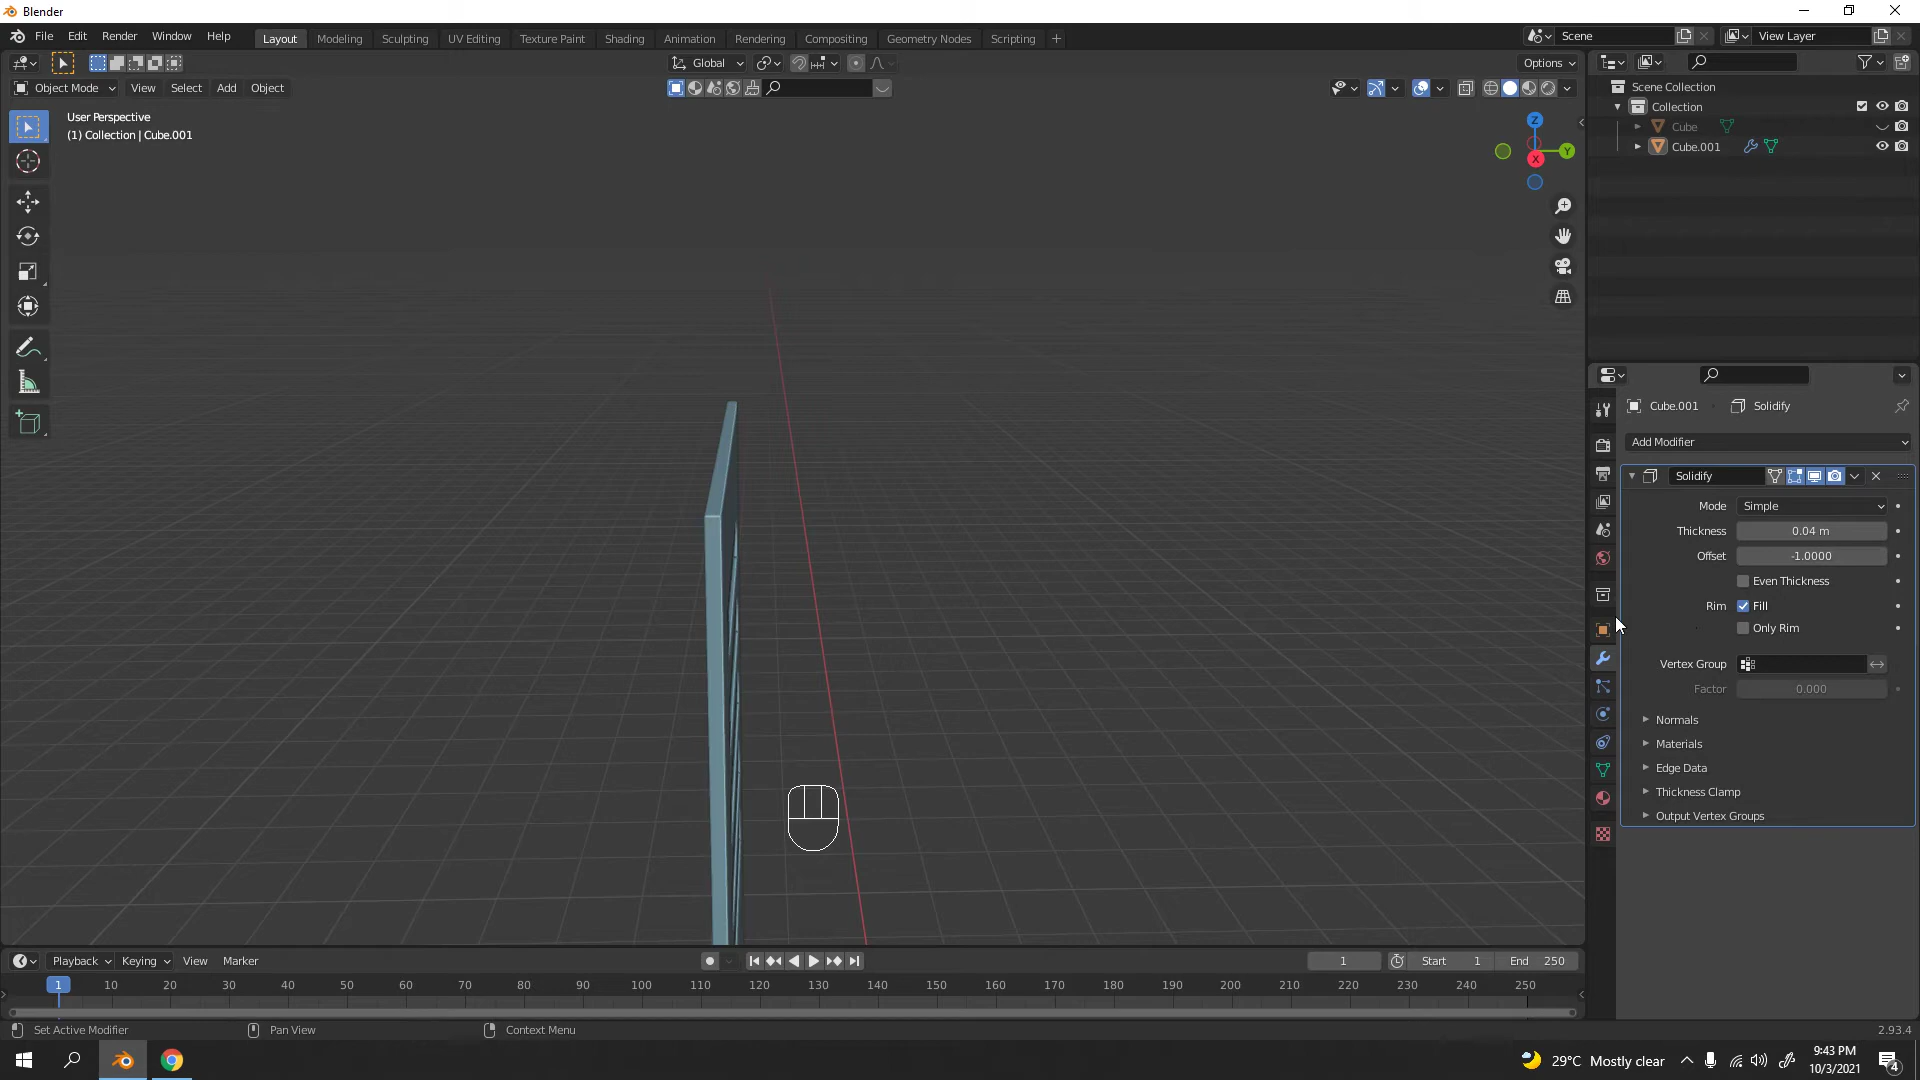 Blender
File Edit Render Window Help
Layout Modeling Sculpting UV Editing Texture Paint Shading Animation Rendering Compositing Geometry Nodes Scripting +
Scene
View Layer
Global
Options
Object Mode View Select Add Object
User Perspective
(1) Collection | Cube.001
Z
Y
X
Scene Collection
Collection
Cube
Cube.001
Cube.001 Solidify
Add Modifier
Solidify
Mode Simple
Thickness 0.04 m
Offset -1.0000
Even Thickness
Rim Fill
Only Rim
Vertex Group
Factor 0.000
Normals
Materials
Edge Data
Thickness Clamp
Output Vertex Groups
Playback Keying View Marker
1 Start 1 End 250
1 10 20 30 40 50 60 70 80 90 100 110 120 130 140 150 160 170 180 190 200 210 220 230 240 250
Set Active Modifier Pan View Context Menu 2.93.4
29°C Mostly clear
9:43 PM
10/3/2021
4